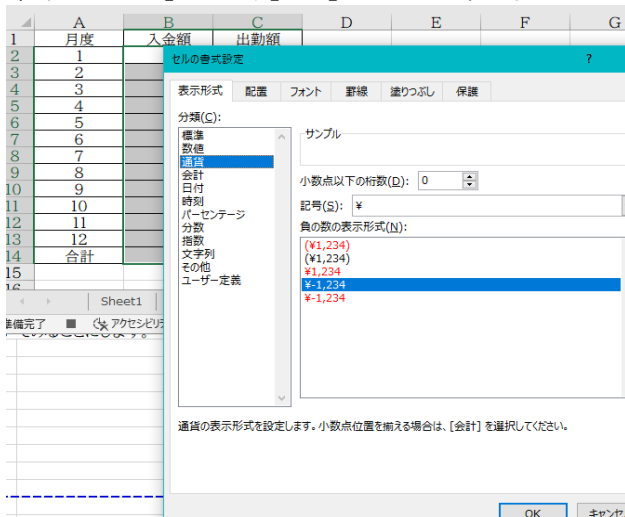 A B C D E F G
1 月度 入金額 出勤額
2 1
3 2
4 3
5 4
6 5
7 6
8 7
9 8
10 9
11 10
12 11
13 12
14 合計
15
16
Sheet1
準備完了 アクセシビリ
セルの書式設定 ?
表示形式 配置 フォント 罫線 塗りつぶし 保護
分類(C):
標準
数値
通貨
会計
日付
時刻
パーセンテージ
分数
指数
文字列
その他
ユーザー定義
サンプル
小数点以下の桁数(D): 0
記号(S): ¥
負の数の表示形式(N):
(¥1,234)
(¥1,234)
¥1,234
¥-1,234
¥-1,234
通貨の表示形式を設定します。小数点位置を揃える場合は、[会計] を選択してください。
OK キャンセ